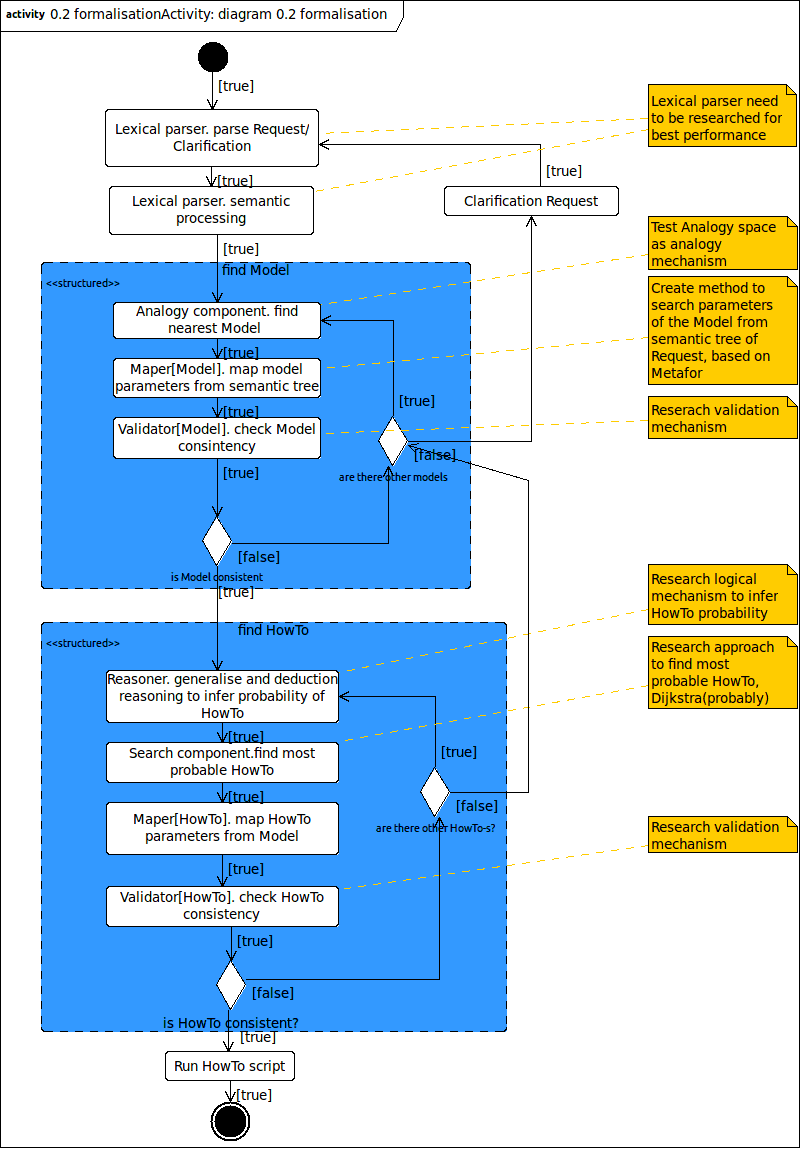 activity 0.2 formalisationActivity: diagram 0.2 formalisation
[true]
Lexical parser. parse Request/
Clarification
Lexical parser need
to be researched for
best performance
[true]
[true]
Lexical parser. semantic
processing
Clarification Request
[true]
Test Analogy space
as analogy
mechanism
find Model
<<structured>>
Analogy component. find
nearest Model
Create method to
search parameters
of the Model from
semantic tree of
Request, based on
Metafor
[true]
Maper[Model]. map model
parameters from semantic tree
[true]
[true]
Validator[Model]. check Model
consintency
Reserach validation
mechanism
[false]
[true]
are there other models
[false]
is Model consistent
[true]
Research logical
mechanism to infer
HowTo probability
find HowTo
<<structured>>
Reasoner. generalise and deduction
reasoning to infer probability of
HowTo
Research approach
to find most
probable HowTo,
Dijkstra(probably)
[true]
Search component.find most
probable HowTo
[true]
[true]
[false]
Maper[HowTo]. map HowTo
parameters from Model
are there other HowTo-s?
Research validation
mechanism
[true]
Validator[HowTo]. check HowTo
consistency
[true]
[false]
is HowTo consistent?
[true]
Run HowTo script
[true]